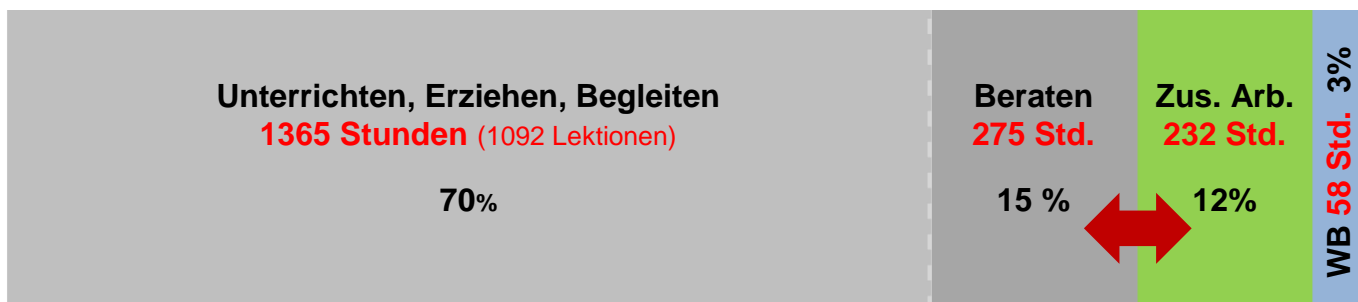 Unterrichten, Erziehen, Begleiten
1365 Stunden (1092 Lektionen)
70%
Beraten
275 Std.
15 %
Zus. Arb.
232 Std.
12%
WB 58 Std. 3%